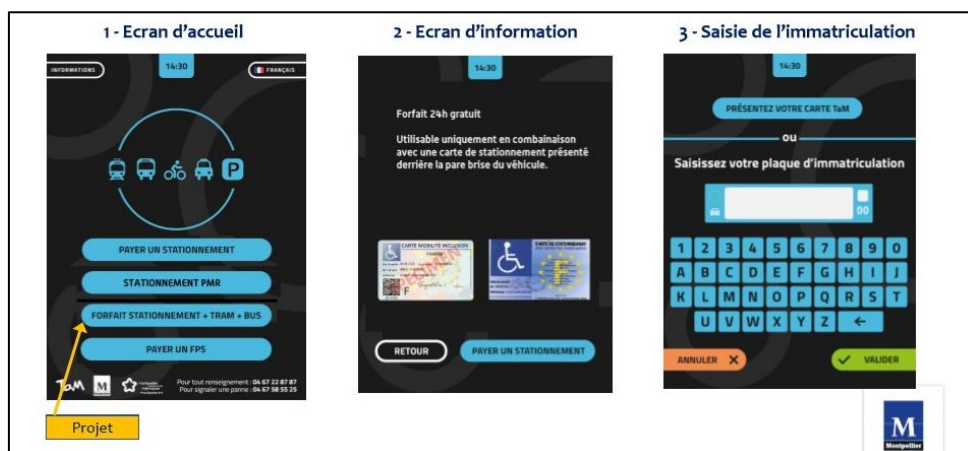 1 - Ecran d'accueil
2 - Ecran d'information
3 - Saisie de l'immatriculation
INFORMATIONS
14:30
FRANÇAIS
P
PAYER UN STATIONNEMENT
STATIONNEMENT PMR
FORFAIT STATIONNEMENT + TRAM + BUS
PAYER UN FPS
TaM
M
Pour tout renseignement : 04 67 22 87 87
Pour signaler une panne : 04 67 58 55 25
Projet
14:30
Forfait 24h gratuit
Utilisable uniquement en combainaison
avec une carte de stationnement présenté
derrière la pare brise du véhicule.
CARTE MOBILITÉ INCLUSION
SPECIMEN
F
CARTE DE STATIONNEMENT
RETOUR
PAYER UN STATIONNEMENT
14:30
PRÉSENTEZ VOTRE CARTE TaM
ou
Saisissez votre plaque d'immatriculation
00
1 2 3 4 5 6 7 8 9 0
A B C D E F G H I J
K L M N O P Q R S T
U V W X Y Z ←
ANNULER X
✓ VALIDER
M
Montpellier